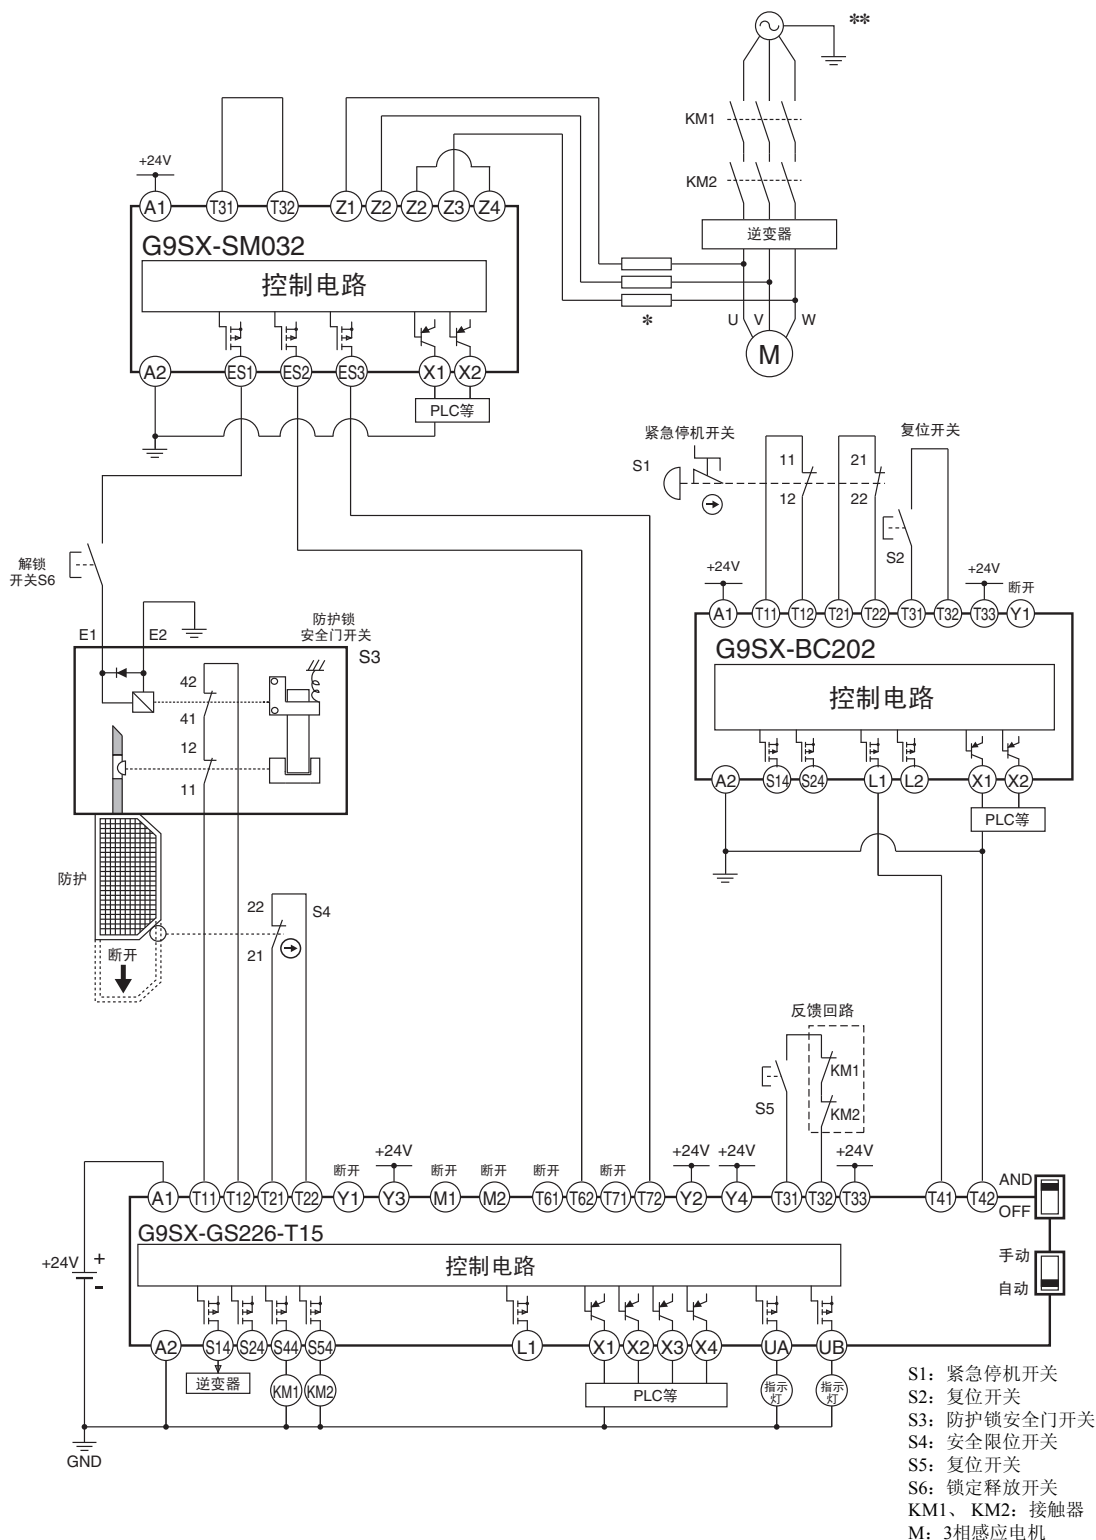 **
KM1
KM2
逆变器
+24V
A1 T31 T32 Z1 Z2 Z2 Z3 Z4
G9SX-SM032
控制电路
*
U V W
M
A2 ES1 ES2 ES3 X1 X2
PLC等
紧急停机开关
复位开关
S1
11
12
21
22
S2
解锁
开关S6
+24V
+24V
断开
A1 T11 T12 T21 T22 T31 T32 T33 Y1
G9SX-BC202
控制电路
A2 S14 S24 L1 L2 X1 X2
PLC等
防护锁
安全门开关
S3
E1 E2
42
41
12
11
防护
断开
22
21
S4
反馈回路
KM1
KM2
S5
断开 +24V 断开 断开 断开 断开 +24V +24V +24V
A1 T11 T12 T21 T22 Y1 Y3 M1 M2 T61 T62 T71 T72 Y2 Y4 T31 T32 T33 T41 T42
AND
OFF
G9SX-GS226-T15
控制电路
手动
自动
+24V + -
A2 S14 S24 S44 S54 L1 X1 X2 X3 X4 UA UB
逆变器
KM1 KM2
PLC等
指示
灯
指示
灯
GND
S1：紧急停机开关
S2：复位开关
S3：防护锁安全门开关
S4：安全限位开关
S5：复位开关
S6：锁定释放开关
KM1、 KM2：接触器
M：3相感应电机